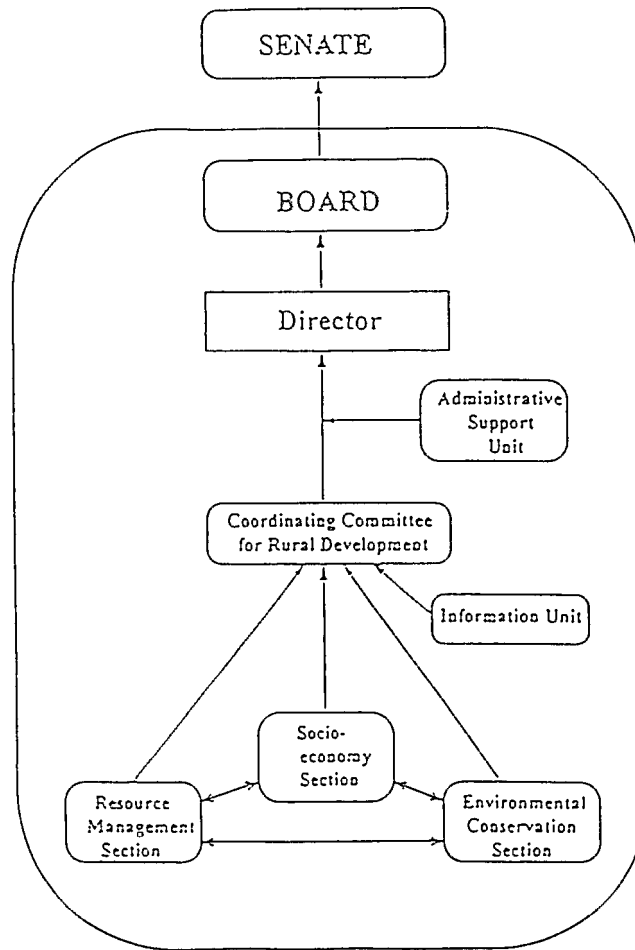 SENATE
BOARD
Director
Administrative
Support
Unit
Coordinating Committee
for Rural Development
Information Unit
Socio-
economy
Section
Resource
Management
Section
Environmental
Conservation
Section